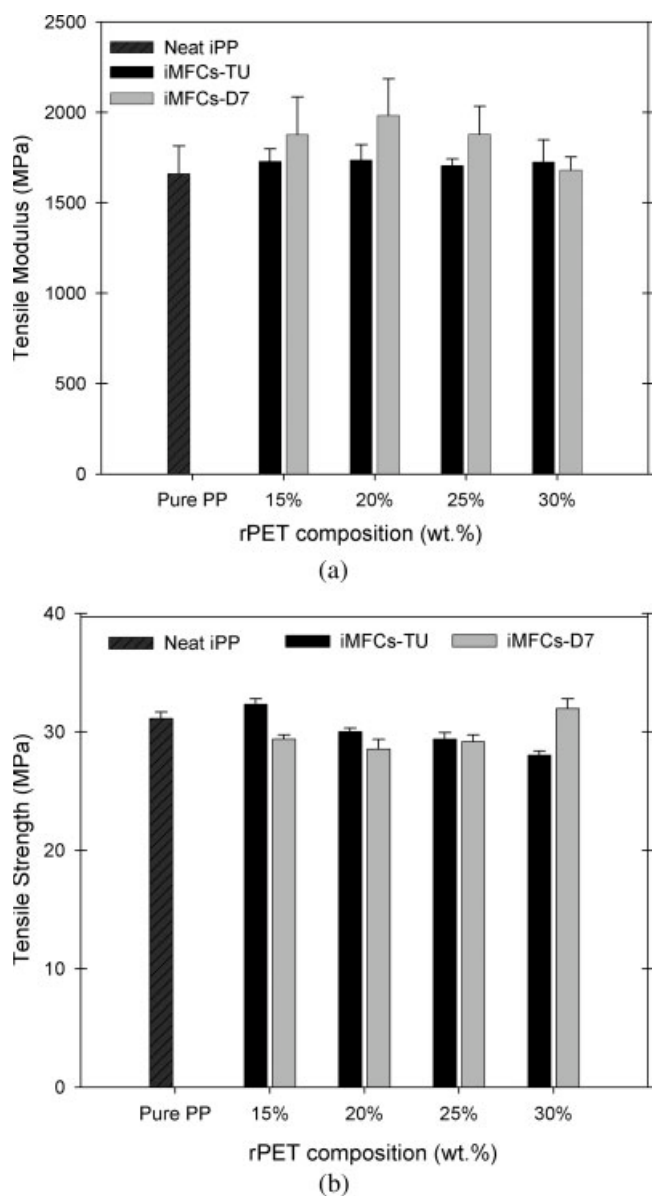 2500
2000
1500
1000
500
0
Tensile Modulus (MPa)
Neat iPP
iMFCs-TU
iMFCs-D7
Pure PP 15% 20% 25% 30%
rPET composition (wt.%)
(a)
40
30
20
10
0
Tensile Strength (MPa)
Neat iPP iMFCs-TU iMFCs-D7
Pure PP 15% 20% 25% 30%
rPET composition (wt.%)
(b)